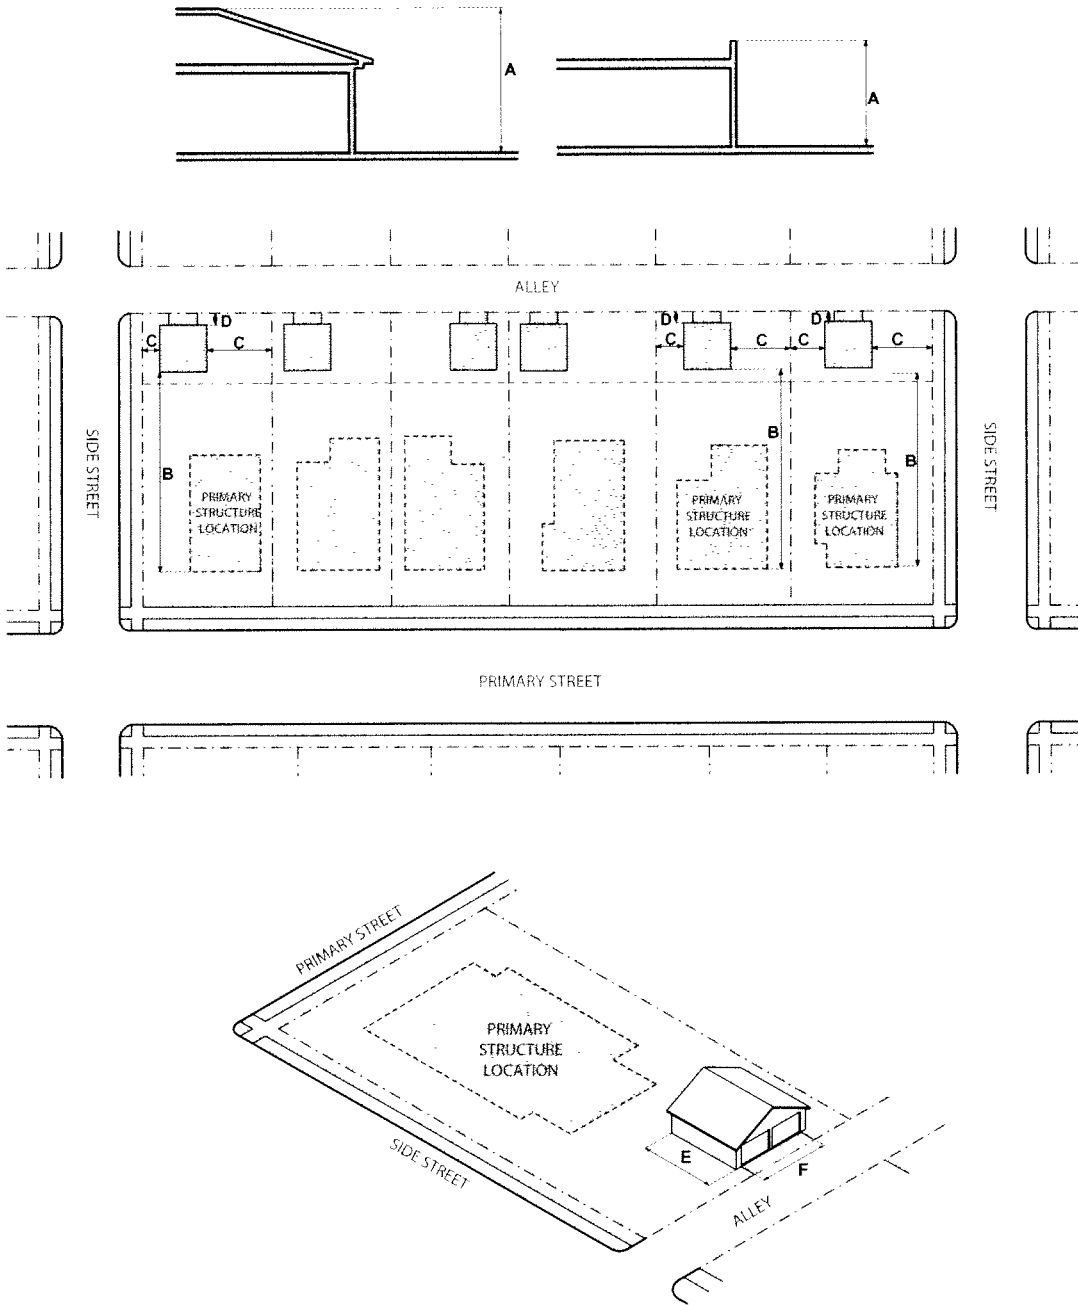 A
A
ALLEY
D
D
D
C
C
C
C
C
C
B
B
B
SIDE STREET
SIDE STREET
PRIMARY
STRUCTURE
LOCATION
PRIMARY
STRUCTURE
LOCATION
PRIMARY
STRUCTURE
LOCATION
PRIMARY STREET
PRIMARY STREET
PRIMARY
STRUCTURE
LOCATION
SIDE STREET
E
F
ALLEY